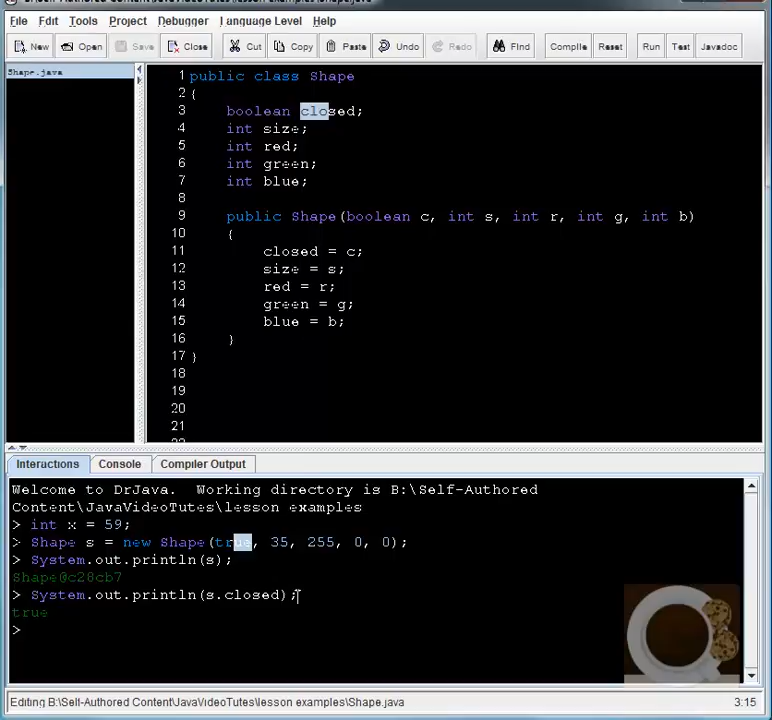 File Edit Tools Project Debugger Language Level Help
New Open Save Close Cut Copy Paste Undo Redo Find Compile Reset Run Test Javadoc
Shape.java
1 public class Shape
2 {
3 boolean closed;
4 int size;
5 int red;
6 int green;
7 int blue;
8
9 public Shape(boolean c, int s, int r, int g, int b)
10 {
11 closed = c;
12 size = s;
13 red = r;
14 green = g;
15 blue = b;
16 }
17 }
18
19
20
21
Interactions Console Compiler Output
Welcome to DrJava. Working directory is B:\Self-Authored
Content\JavaVideoTutes\lesson examples
> int x = 59;
> Shape s = new Shape(true, 35, 255, 0, 0);
> System.out.println(s);
Shape@c28cb7
> System.out.println(s.closed);
true
>
Editing B:\Self-Authored Content\JavaVideoTutes\lesson examples\Shape.java 3:15